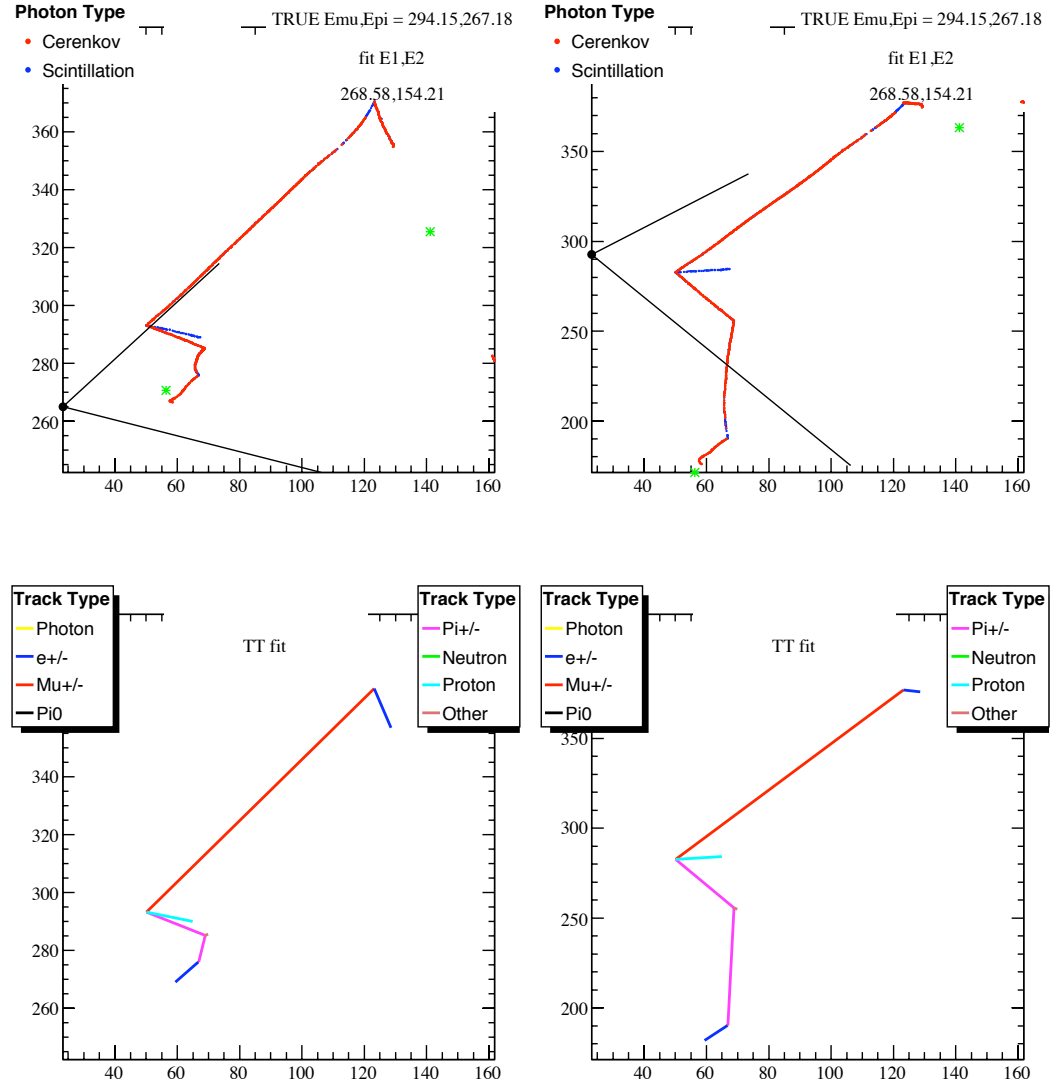 Photon Type
Cerenkov
Scintillation
TRUE Emu,Epi = 294.15,267.18
fit E1,E2
268.58,154.21
360
340
320
300
280
260
60
80
100
120
140
160
Photon Type
Cerenkov
Scintillation
TRUE Emu,Epi = 294.15,267.18
fit E1,E2
268.58,154.21
350
300
250
200
60
80
100
120
140
160
Track Type
Photon
e+/-
Mu+/-
Pi0
TT fit
Track Type
Pi+/-
Neutron
Proton
Other
340
320
300
280
260
60
80
100
120
140
160
Track Type
Photon
e+/-
Mu+/-
Pi0
TT fit
Track Type
Pi+/-
Neutron
Proton
Other
350
300
250
200
60
80
100
120
140
160